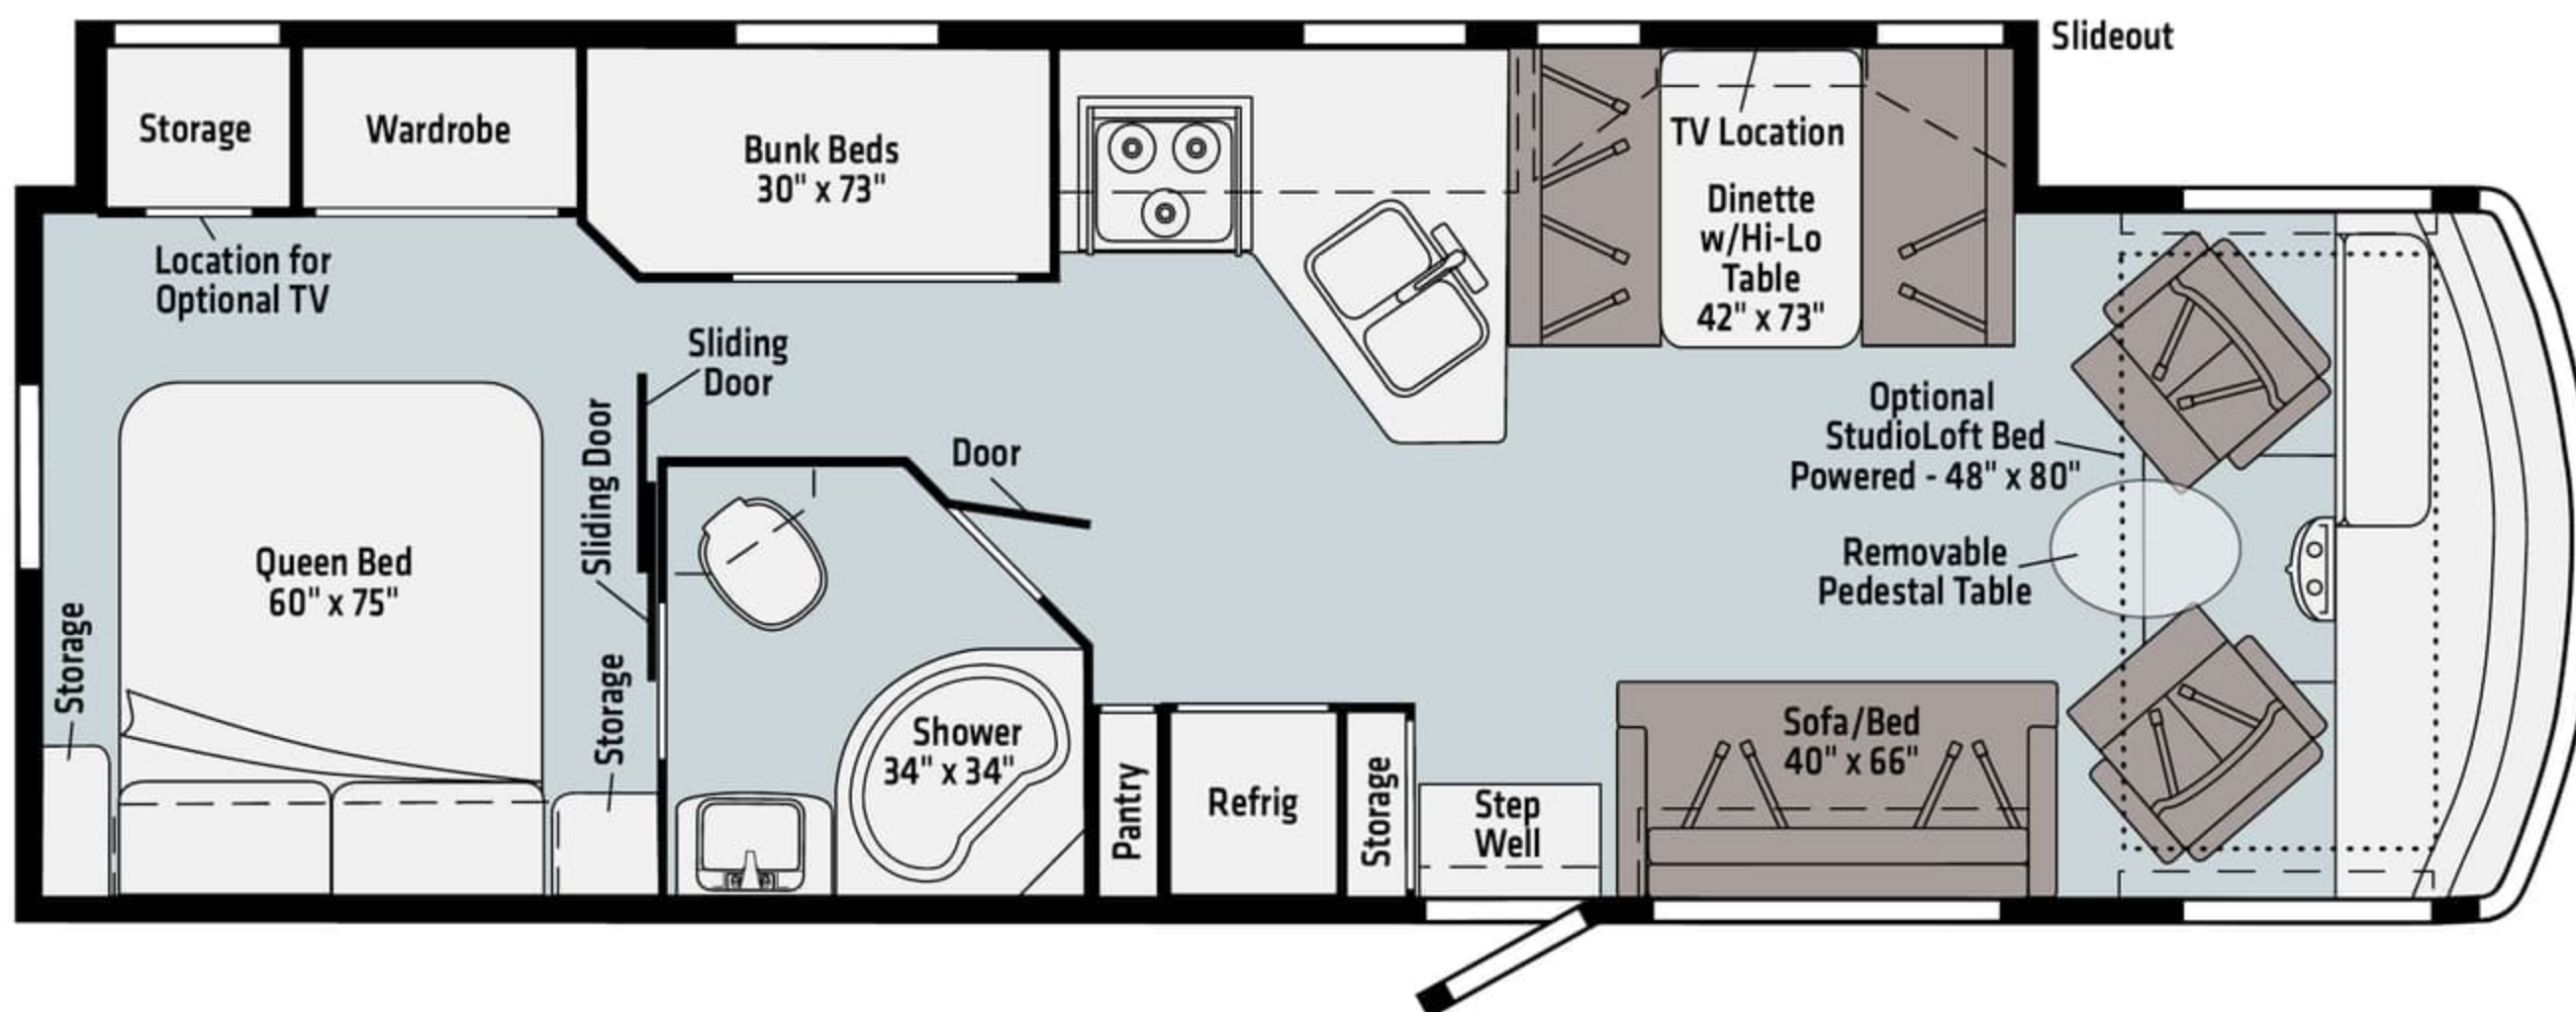 Slideout
Storage
Wardrobe
Bunk Beds
30" x 73"
TV Location
Dinette
w/Hi-Lo
Table
42" x 73"
Location for
Optional TV
Sliding
Door
Sliding Door
Door
Optional
StudioLoft Bed
Powered - 48" x 80"
Removable
Pedestal Table
Queen Bed
60" x 75"
Storage
Storage
Shower
34" x 34"
Pantry
Refrig
Storage
Step
Well
Sofa/Bed
40" x 66"